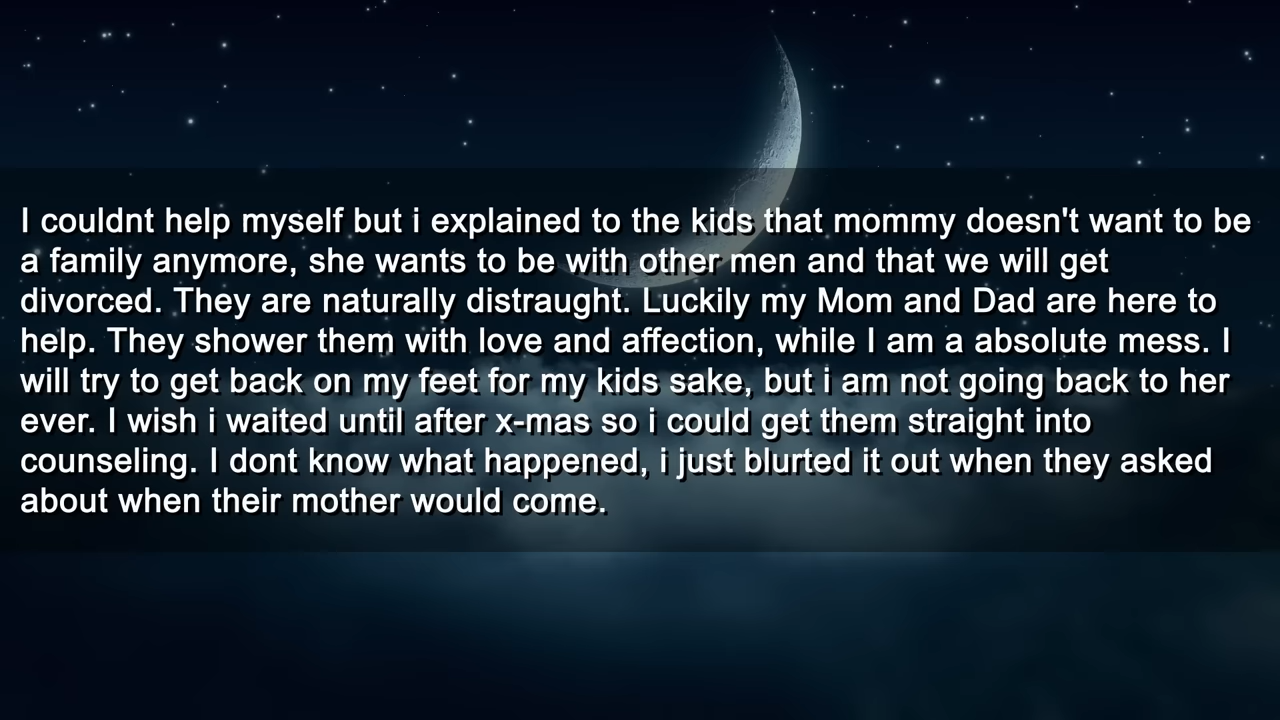 I couldnt help myself but i explained to the kids that mommy doesn't want to be
a family anymore, she wants to be with other men and that we will get
divorced. They are naturally distraught. Luckily my Mom and Dad are here to
help. They shower them with love and affection, while I am a absolute mess. I
will try to get back on my feet for my kids sake, but i am not going back to her
ever. I wish i waited until after x-mas so i could get them straight into
counseling. I dont know what happened, i just blurted it out when they asked
about when their mother would come.